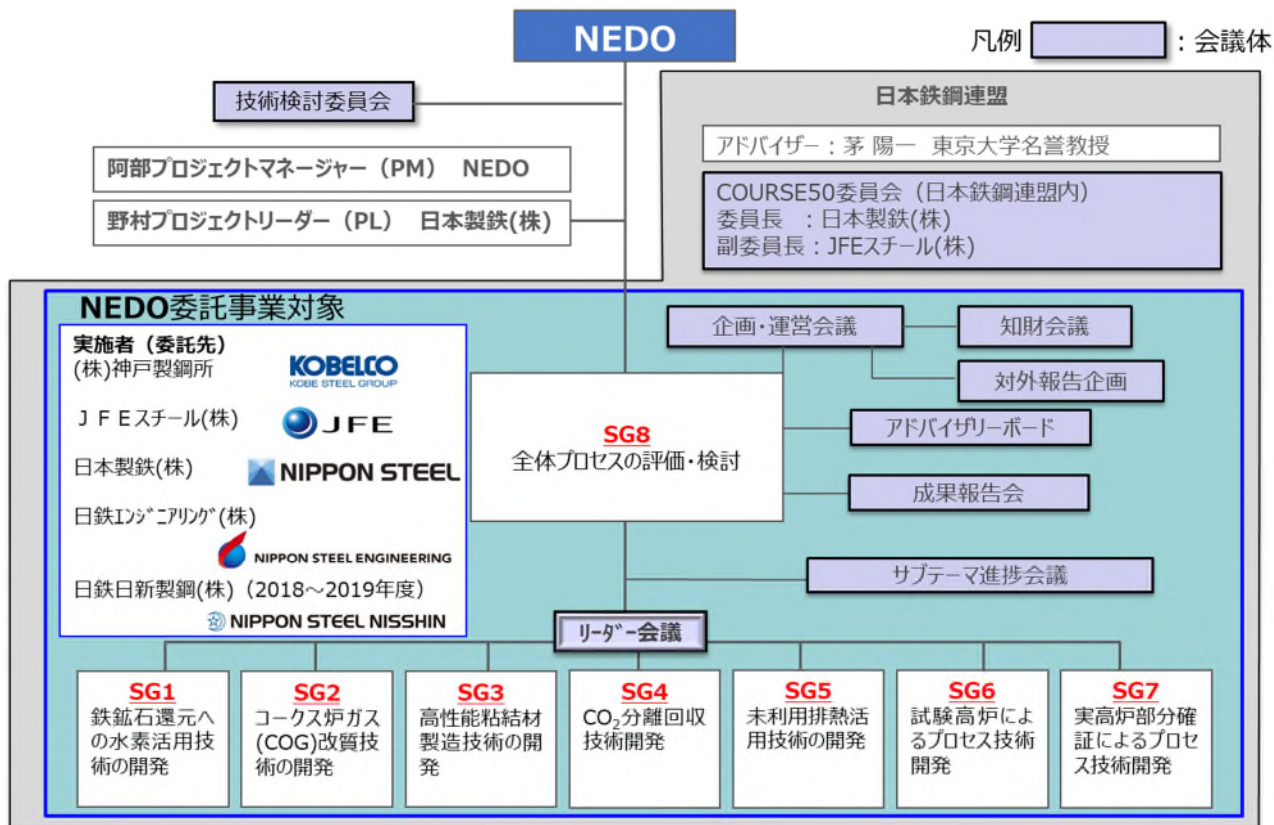 NEDO
凡例
：会議体
技術検討委員会
阿部プロジェクトマネージャー（PM） NEDO
野村プロジェクトリーダー（PL） 日本製鉄(株)
日本鉄鋼連盟
アドバイザー：茅 陽一 東京大学名誉教授
COURSE50委員会（日本鉄鋼連盟内）
委員長 ：日本製鉄(株)
副委員長：JFEスチール(株)
NEDO委託事業対象
実施者（委託先）
(株)神戸製鋼所
KOBELCO
KOBE STEEL GROUP
ＪＦＥスチール(株)
JFE
日本製鉄(株)
NIPPON STEEL
日鉄ｴﾝｼﾞﾆｱﾘﾝｸﾞ(株)
NIPPON STEEL ENGINEERING
日鉄日新製鋼(株)（2018～2019年度）
NIPPON STEEL NISSHIN
SG8
全体プロセスの評価・検討
企画・運営会議
知財会議
対外報告企画
アドバイザリーボード
成果報告会
サブテーマ進捗会議
ﾘｰﾀﾞｰ会議
SG1
鉄鉱石還元へ
の水素活用技
術の開発
SG2
コークス炉ガス
(COG)改質技
術の開発
SG3
高性能粘結材
製造技術の開
発
SG4
CO₂分離回収
技術開発
SG5
未利用排熱活
用技術の開発
SG6
試験高炉によ
るプロセス技術
開発
SG7
実高炉部分確
証によるプロセ
ス技術開発